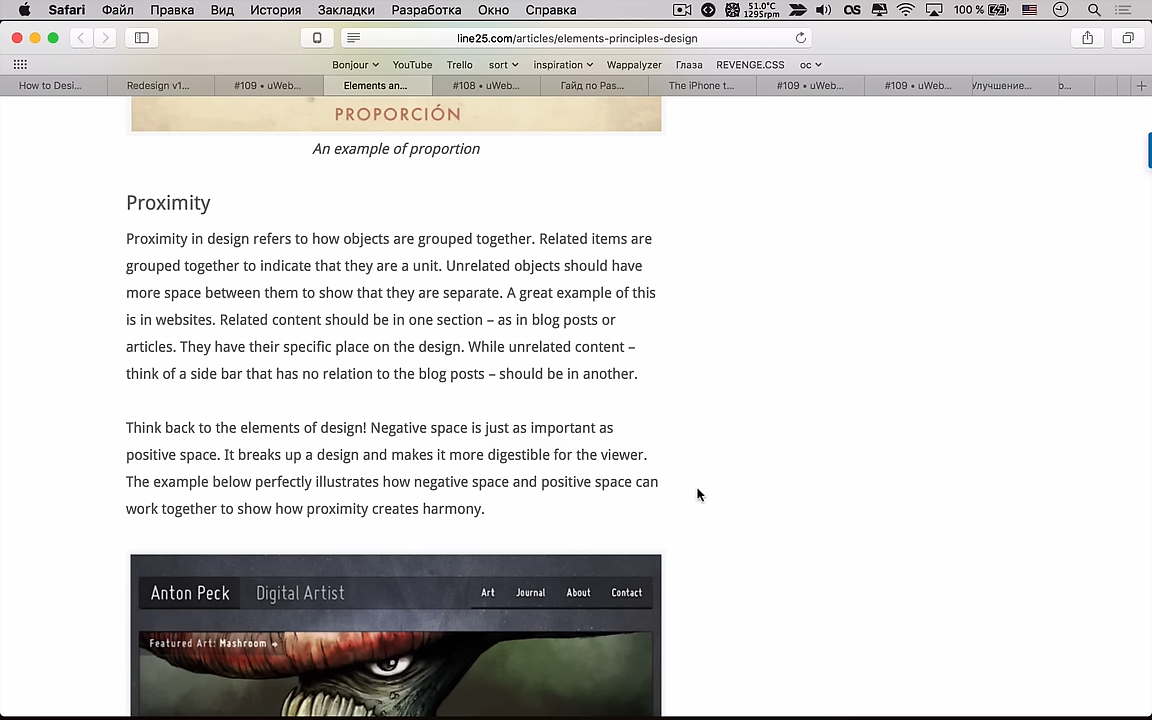 Safari Файл Правка Вид История Закладки Разработка Окно Справка 51.0°C 1295rpm 100 %
line25.com/articles/elements-principles-design
Bonjour YouTube Trello sort inspiration Wappalyzer Глаза REVENGE.CSS ос
How to Desi... Redesign v1... #109 • uWeb... Elements an... #108 • uWeb... Гайд по Pas... The iPhone t... #109 • uWeb... #109 • uWeb... Улучшение...
PROPORCIÓN
An example of proportion
Proximity
Proximity in design refers to how objects are grouped together. Related items are
grouped together to indicate that they are a unit. Unrelated objects should have
more space between them to show that they are separate. A great example of this
is in websites. Related content should be in one section – as in blog posts or
articles. They have their specific place on the design. While unrelated content –
think of a side bar that has no relation to the blog posts – should be in another.
Think back to the elements of design! Negative space is just as important as
positive space. It breaks up a design and makes it more digestible for the viewer.
The example below perfectly illustrates how negative space and positive space can
work together to show how proximity creates harmony.
Anton Peck Digital Artist Art Journal About Contact
Featured Art: Mashroom